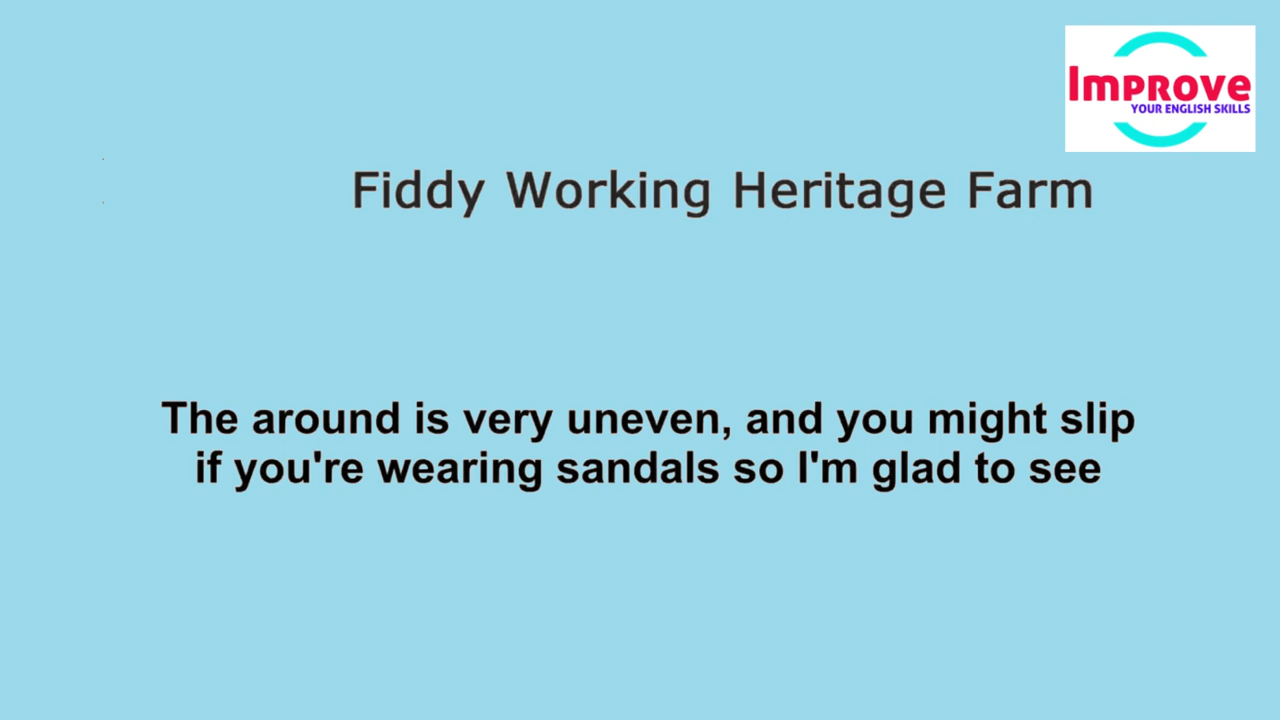 Improve
YOUR ENGLISH SKILLS
Fiddy Working Heritage Farm
The around is very uneven, and you might slip
if you're wearing sandals so I'm glad to see